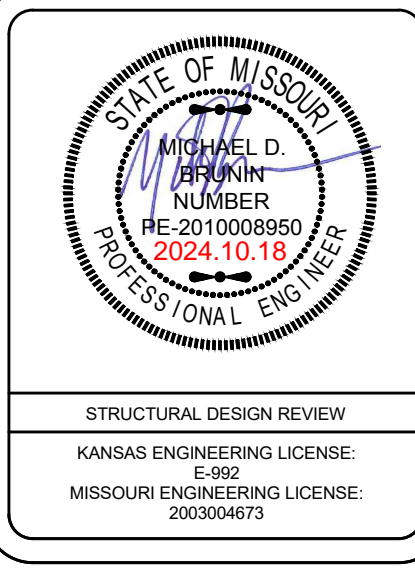 STATE OF MISSOURI
MICHAEL D.
BRUNIN
NUMBER
PE-2010008950
2024.10.18
PROFESSIONAL ENGINEER
STRUCTURAL DESIGN REVIEW
KANSAS ENGINEERING LICENSE:
E-992
MISSOURI ENGINEERING LICENSE:
2003004673